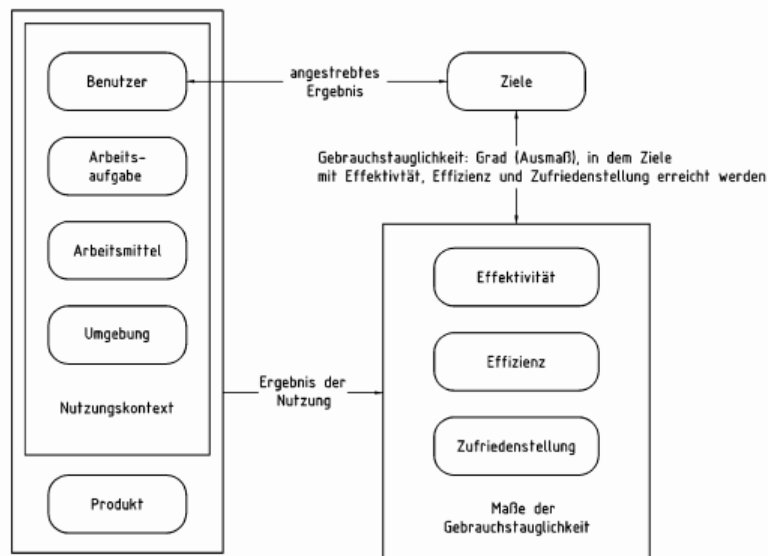 Benutzer
angestrebtes
Ergebnis
Ziele
Arbeits-
aufgabe
Gebrauchstauglichkeit: Grad (Ausmaß), in dem Ziele
mit Effektivtät, Effizienz und Zufriedenstellung erreicht werden
Arbeitsmittel
Effektivität
Umgebung
Effizienz
Nutzungskontext
Ergebnis der
Nutzung
Zufriedenstellung
Produkt
Maße der
Gebrauchstauglichkeit